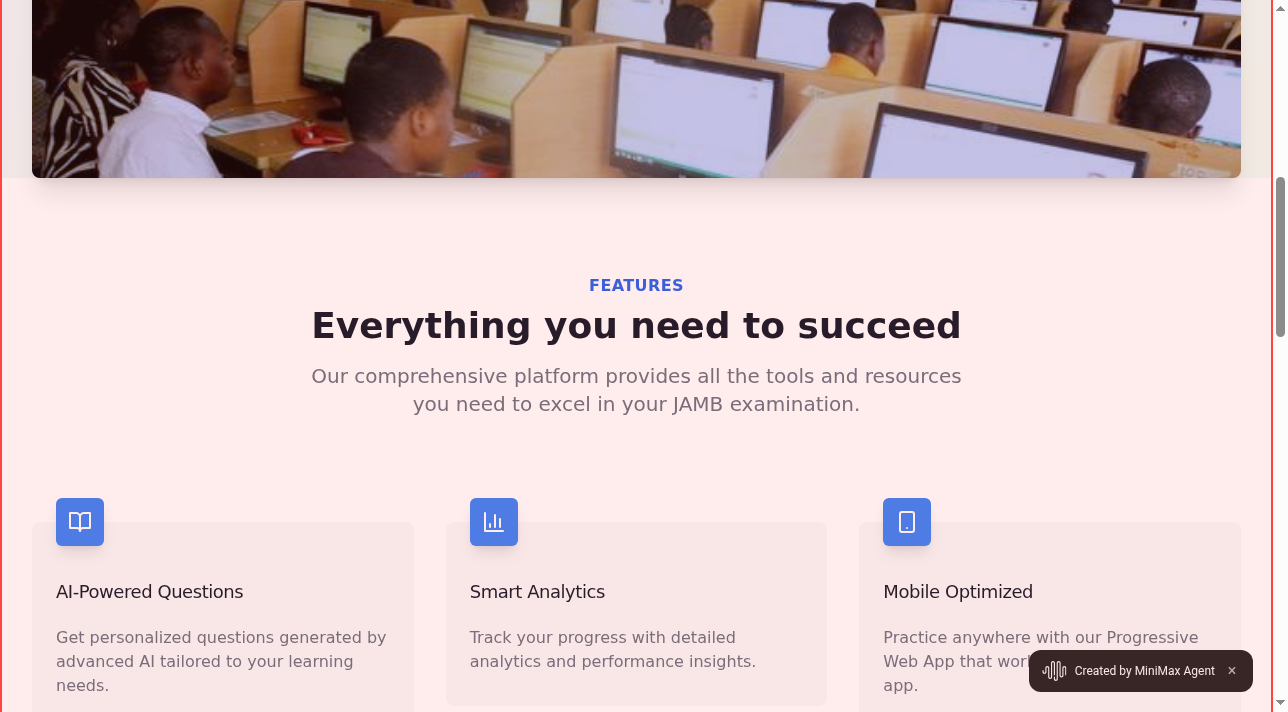 FEATURES
Everything you need to succeed
Our comprehensive platform provides all the tools and resources
you need to excel in your JAMB examination.
AI-Powered Questions
Get personalized questions generated by
advanced AI tailored to your learning
needs.
Smart Analytics
Track your progress with detailed
analytics and performance insights.
Mobile Optimized
Practice anywhere with our Progressive
Web App that
app.
Created by MiniMax Agent